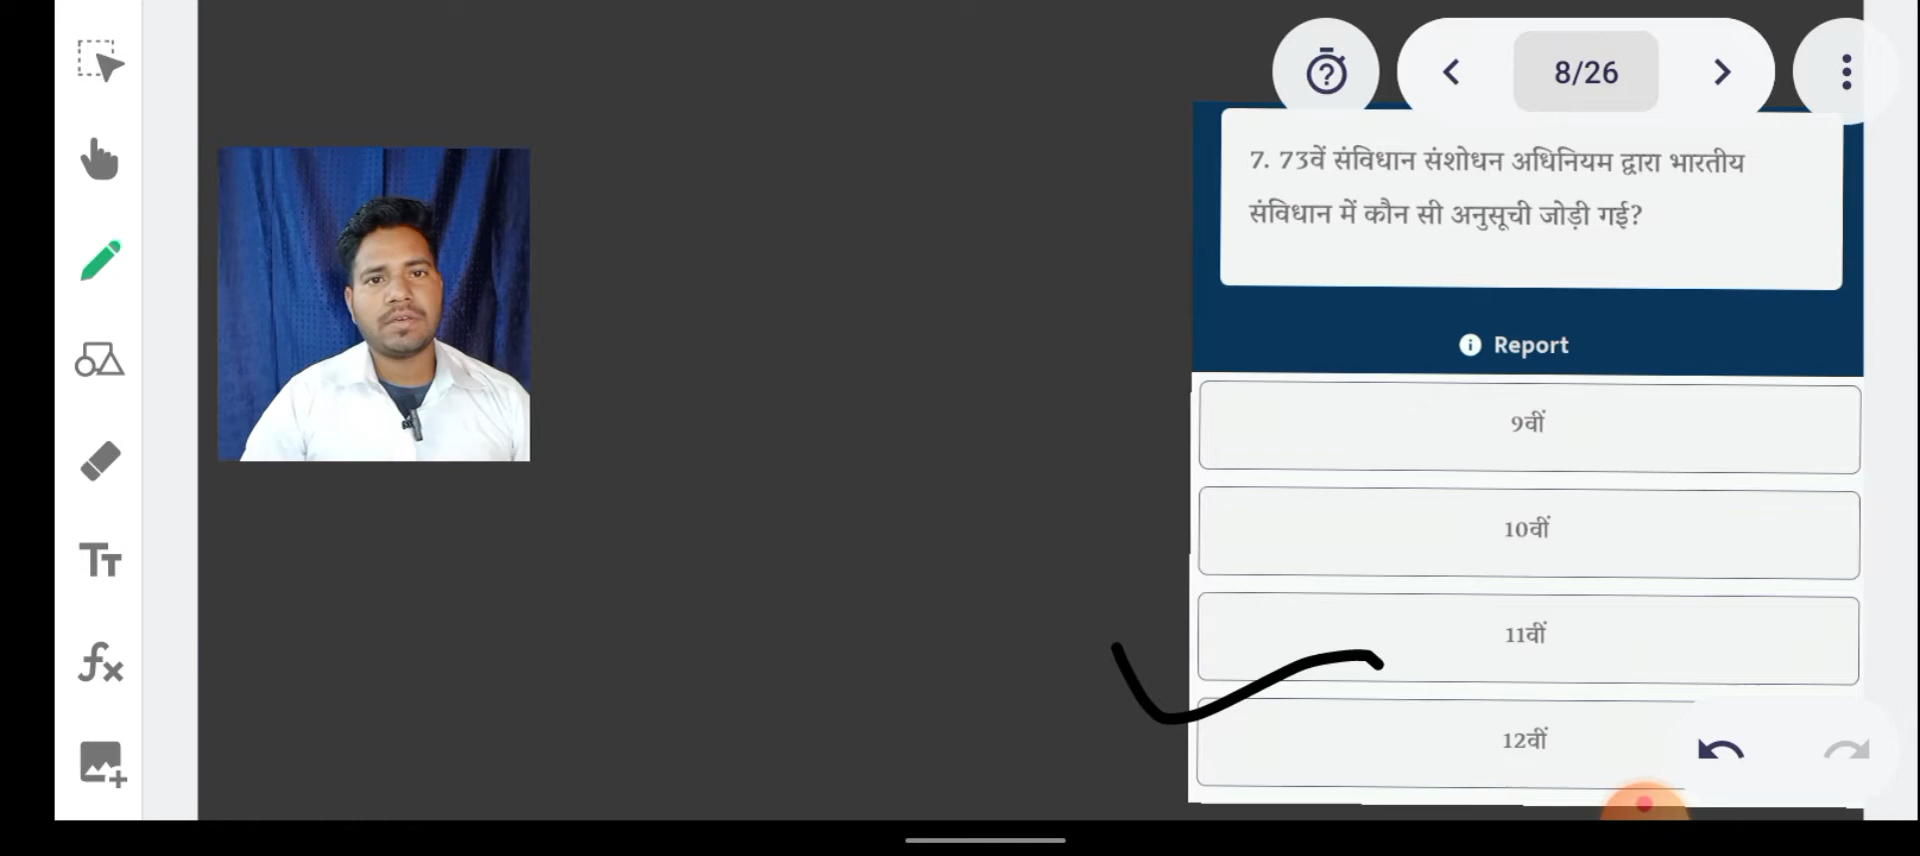 8/26
7. 73वें संविधान संशोधन अधिनियम द्वारा भारतीय
संविधान में कौन सी अनुसूची जोड़ी गई?
Report
9वीं
10वीं
11वीं
12वीं